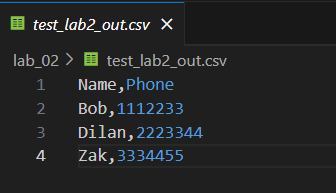 test_lab2_out.csv
lab_02 > test_lab2_out.csv
1 Name,Phone
2 Bob,1112233
3 Dilan,2223344
4 Zak,3334455